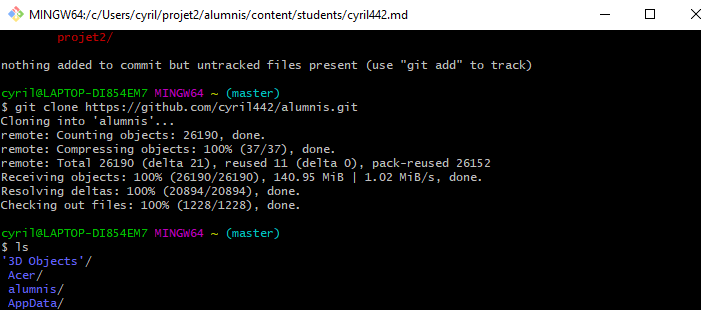 MINGW64:/c/Users/cyril/projet2/alumnis/content/students/cyril442.md
projet2/
nothing added to commit but untracked files present (use "git add" to track)
cyril@LAPTOP-DI854EM7 MINGW64 ~ (master)
$ git clone https://github.com/cyril442/alumnis.git
Cloning into 'alumnis'...
remote: Counting objects: 26190, done.
remote: Compressing objects: 100% (37/37), done.
remote: Total 26190 (delta 21), reused 11 (delta 0), pack-reused 26152
Receiving objects: 100% (26190/26190), 140.95 MiB | 1.02 MiB/s, done.
Resolving deltas: 100% (20894/20894), done.
Checking out files: 100% (1228/1228), done.
cyril@LAPTOP-DI854EM7 MINGW64 ~ (master)
$ ls
'3D Objects'/
Acer/
alumnis/
AppData/